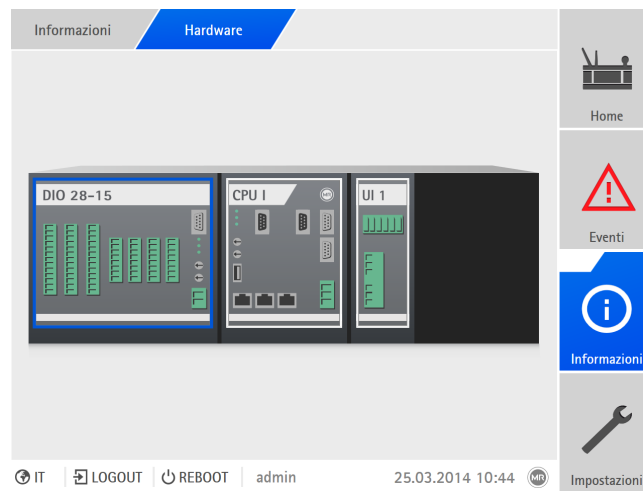 Informazioni
Hardware
Home
DIO 28-15
CPU I
MR
UI 1
Eventi
Informazioni
IT
LOGOUT
REBOOT
admin
25.03.2014 10:44
MR
Impostazioni